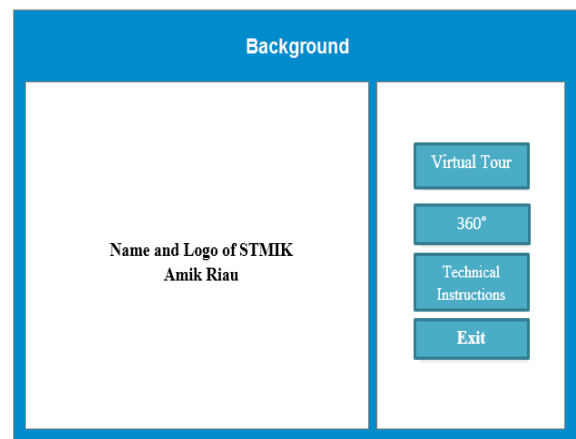 Background
Name and Logo of STMIK
Amik Riau
Virtual Tour
360°
Technical
Instructions
Exit